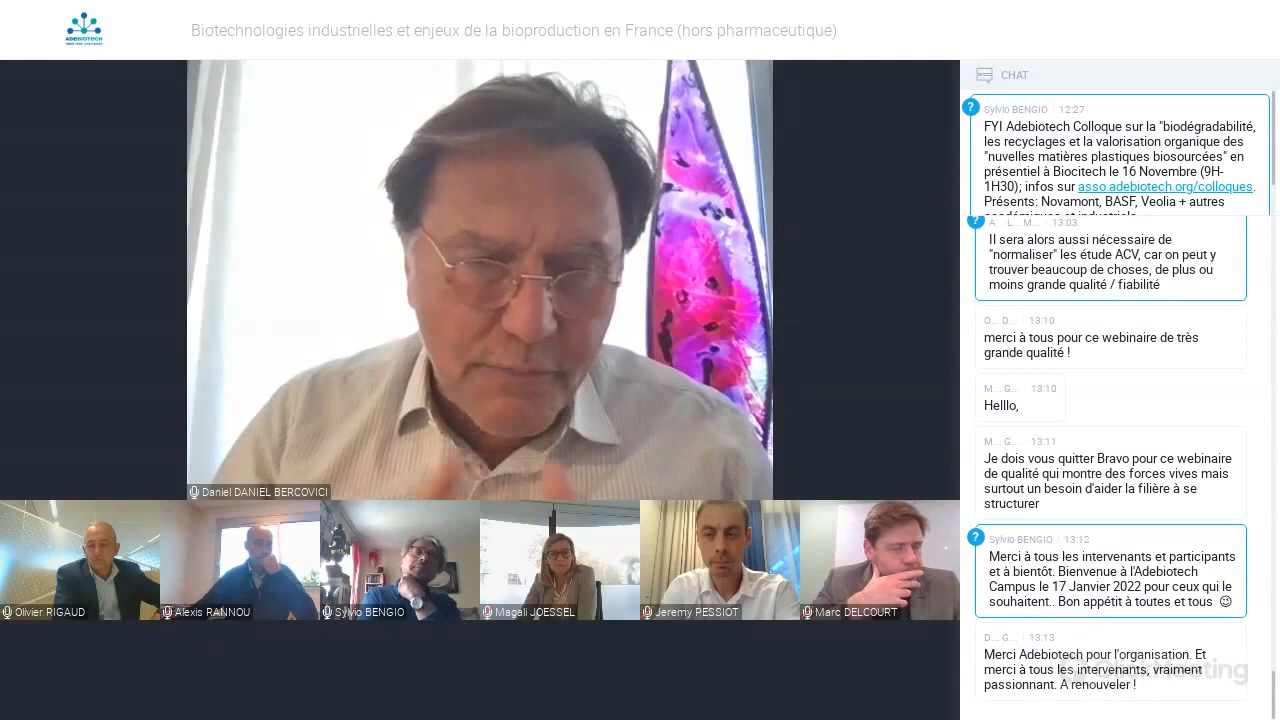 ADEBIOTECH
Biotechnologies industrielles et enjeux de la bioproduction en France (hors pharmaceutique)
Daniel DANIEL BERCOVICI
Olivier RIGAUD
Alexis RANNOU
Sylvio BENGIO
Magali JOESSEL
Jeremy PESSIOT
Marc DELCOURT
CHAT
?
Sylvio BENGIO 12:27
FYI Adebiotech Colloque sur la "biodégradabilité,
les recyclages et la valorisation organique des
"nuvelles matières plastiques biosourcées" en
présentiel à Biocitech le 16 Novembre (9H-
1H30); infos sur asso.adebiotech.org/colloques.
Présents: Novamont, BASF, Veolia + autres
?
A... L... M... 13:03
Il sera alors aussi nécessaire de
"normaliser" les étude ACV, car on peut y
trouver beaucoup de choses, de plus ou
moins grande qualité / fiabilité
O... D... 13:10
merci à tous pour ce webinaire de très
grande qualité !
M... G... 13:10
Helllo,
M... G... 13:11
Je dois vous quitter Bravo pour ce webinaire
de qualité qui montre des forces vives mais
surtout un besoin d'aider la filière à se
structurer
?
Sylvio BENGIO 13:12
Merci à tous les intervenants et participants
et à bientôt. Bienvenue à l'Adebiotech
Campus le 17 Janvier 2022 pour ceux qui le
souhaitent . Bon appétit à toutes et tous 😉
D... G... 13:13
Merci Adebiotech pour l'organisation. Et
merci à tous les intervenants, vraiment
passionnant. A renouveler !
ClickMeeting